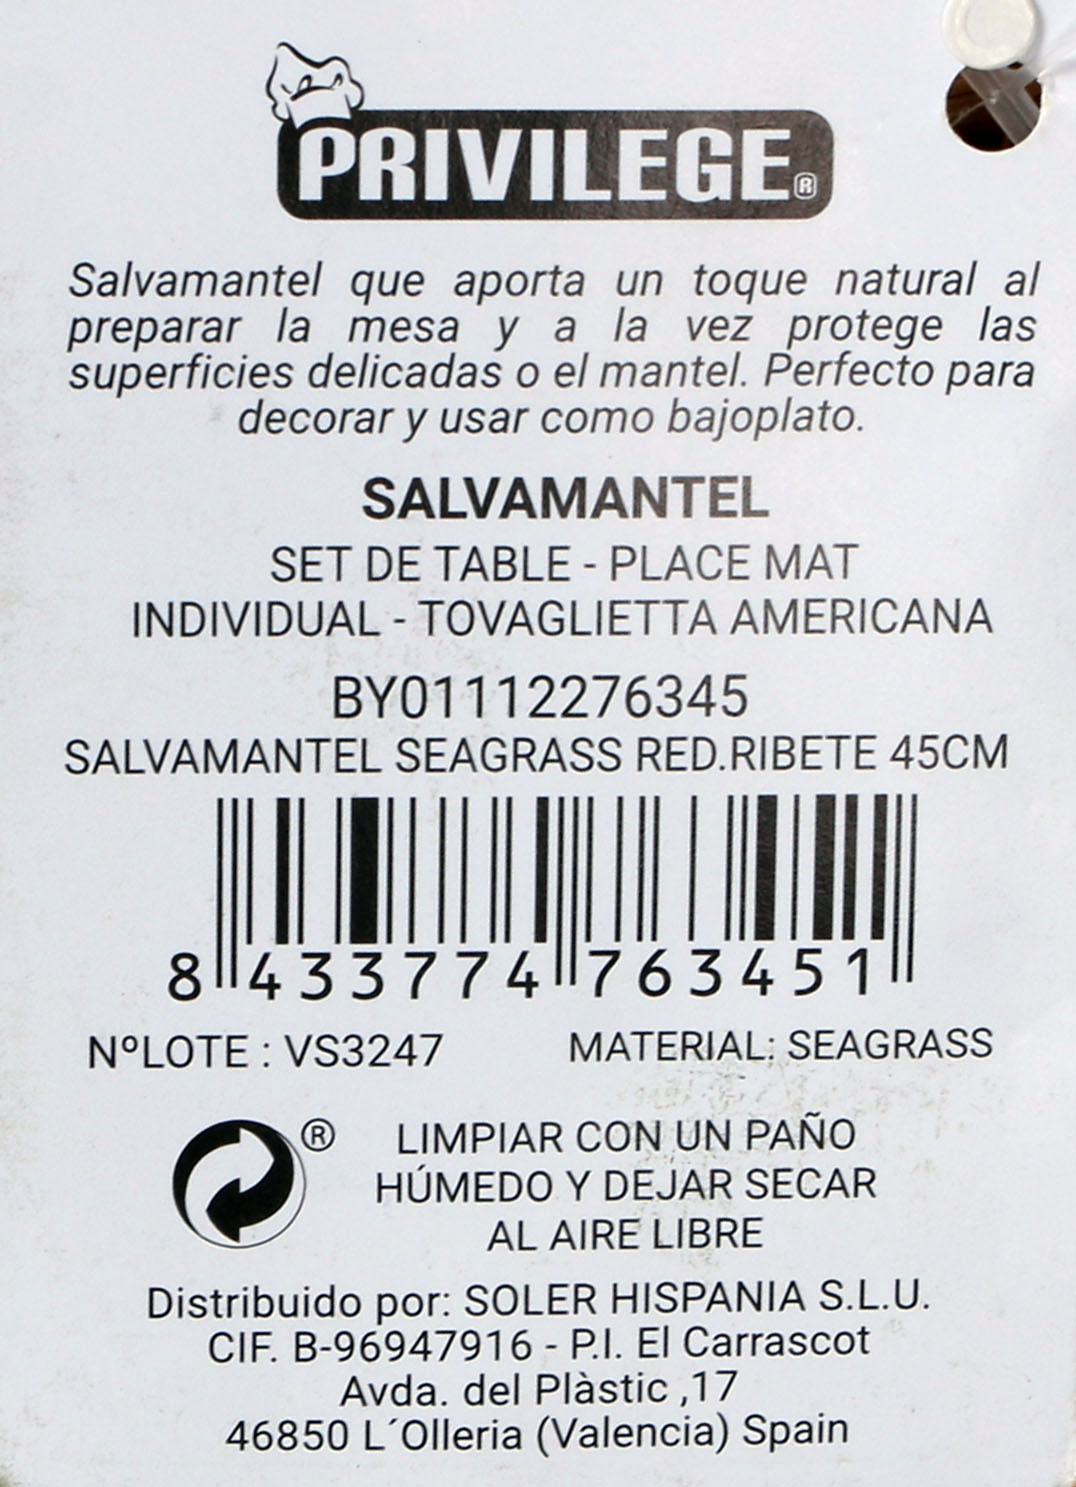 PRIVILEGE®
Salvamantel que aporta un toque natural al
preparar la mesa y a la vez protege las
superficies delicadas o el mantel. Perfecto para
decorar y usar como bajoplato.
SALVAMANTEL
SET DE TABLE - PLACE MAT
INDIVIDUAL - TOVAGLIETTA AMERICANA
BY01112276345
SALVAMANTEL SEAGRASS RED.RIBETE 45CM
8 433774 763451
NºLOTE : VS3247 MATERIAL: SEAGRASS
® LIMPIAR CON UN PAÑO
HÚMEDO Y DEJAR SECAR
AL AIRE LIBRE
Distribuido por: SOLER HISPANIA S.L.U.
CIF. B-96947916 - P.I. El Carrascot
Avda. del Plàstic ,17
46850 L´Olleria (Valencia) Spain